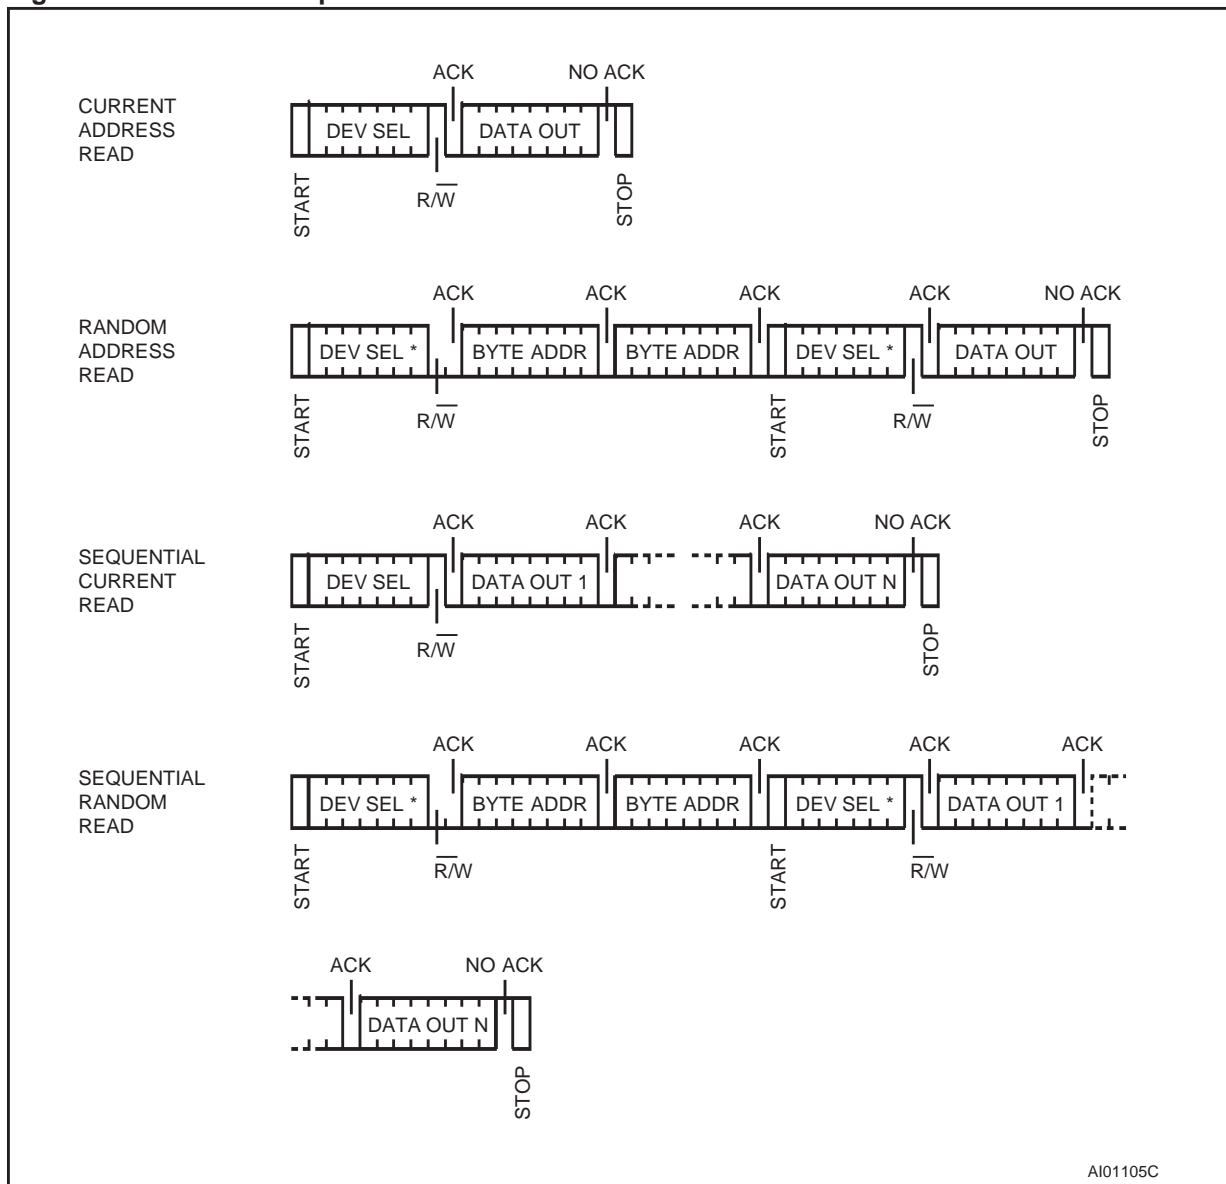 ACK NO ACK
CURRENT
ADDRESS
READ
DEV SEL DATA OUT
R/W̅
START STOP
ACK ACK ACK ACK NO ACK
RANDOM
ADDRESS
READ
DEV SEL * BYTE ADDR BYTE ADDR DEV SEL * DATA OUT
R/W̅ R/W̅
START START STOP
ACK ACK ACK NO ACK
SEQUENTIAL
CURRENT
READ
DEV SEL DATA OUT 1 DATA OUT N
R/W̅
START STOP
ACK ACK ACK ACK ACK
SEQUENTIAL
RANDOM
READ
DEV SEL * BYTE ADDR BYTE ADDR DEV SEL * DATA OUT 1
R̅/̅W R̅/̅W
START START
ACK NO ACK
DATA OUT N
STOP
AI01105C